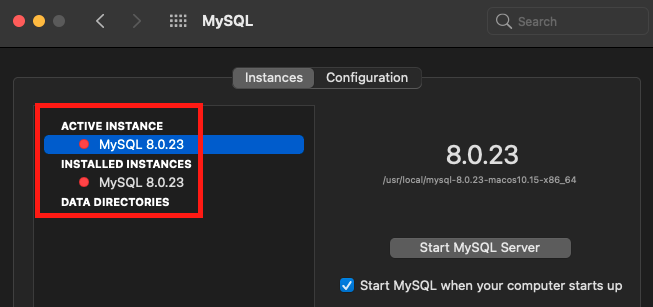 MySQL
Search
Instances
Configuration
ACTIVE INSTANCE
MySQL 8.0.23
INSTALLED INSTANCES
MySQL 8.0.23
DATA DIRECTORIES
8.0.23
/usr/local/mysql-8.0.23-macos10.15-x86_64
Start MySQL Server
Start MySQL when your computer starts up